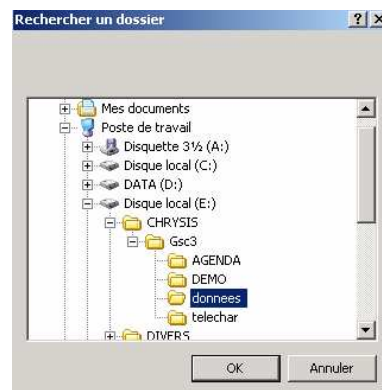 Rechercher un dossier
Mes documents
Poste de travail
Disquette 3½ (A:)
Disque local (C:)
DATA (D:)
Disque local (E:)
CHRYSIS
Gsc3
AGENDA
DEMO
donnees
telechar
DIVERS
OK Annuler